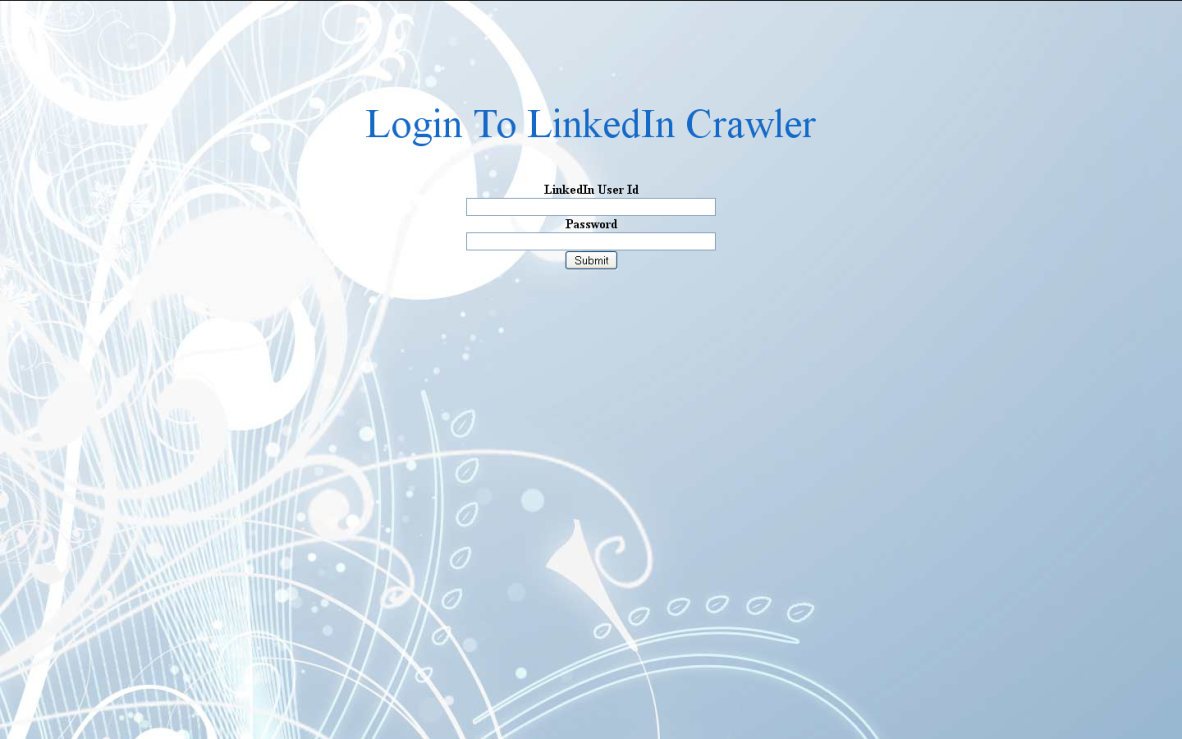 Login To LinkedIn Crawler
LinkedIn User Id
Password
Submit